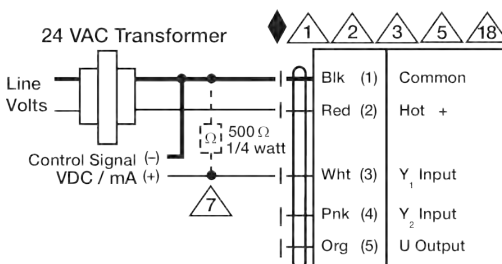 24 VAC Transformer
1 2 3 5 18
Line
Volts
Blk (1) Common
Red (2) Hot +
Ω 500 Ω
1/4 watt
Control Signal (-)
VDC / mA (+)
Wht (3) Y1 Input
7
Pnk (4) Y2 Input
Org (5) U Output